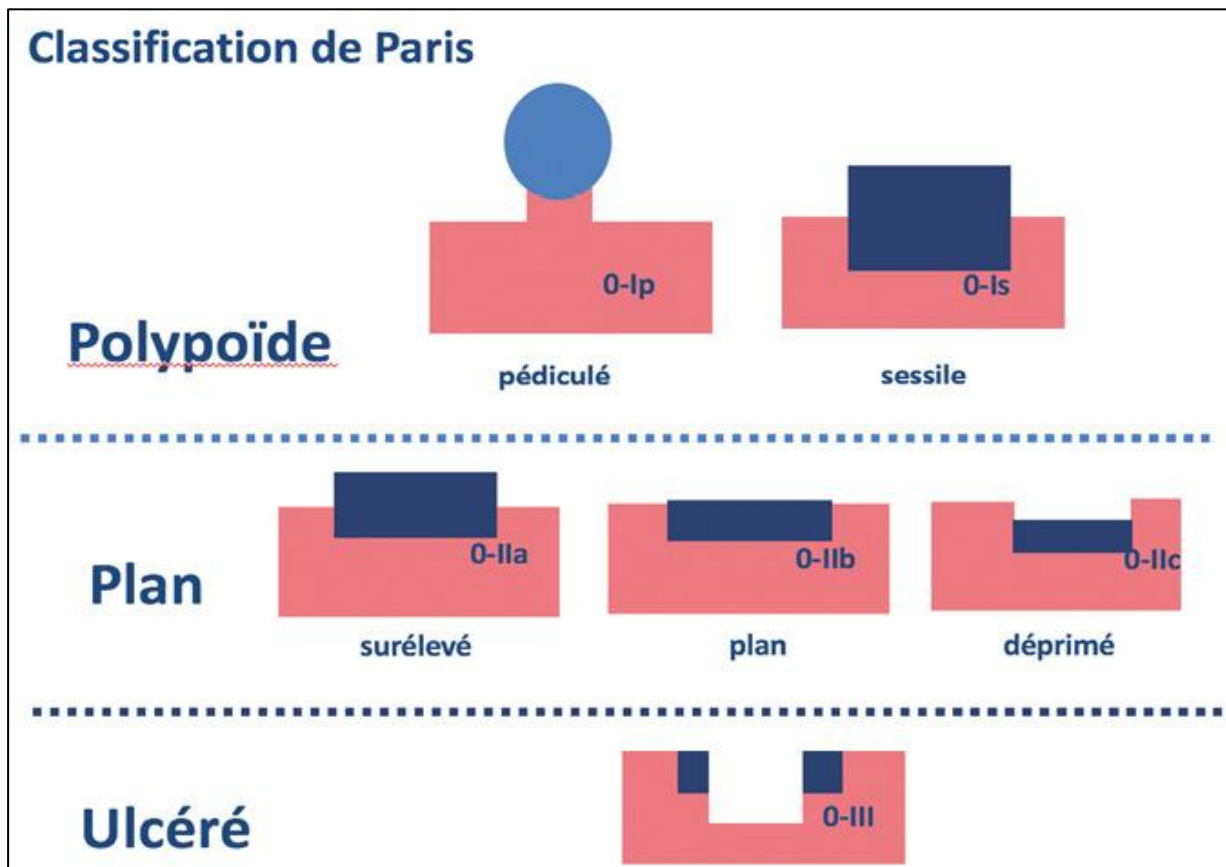 Classification de Paris
0-Ip
0-Is
Polypoïde
pédiculé
sessile
0-IIa
0-IIb
0-IIc
Plan
surélevé
plan
déprimé
0-III
Ulcéré